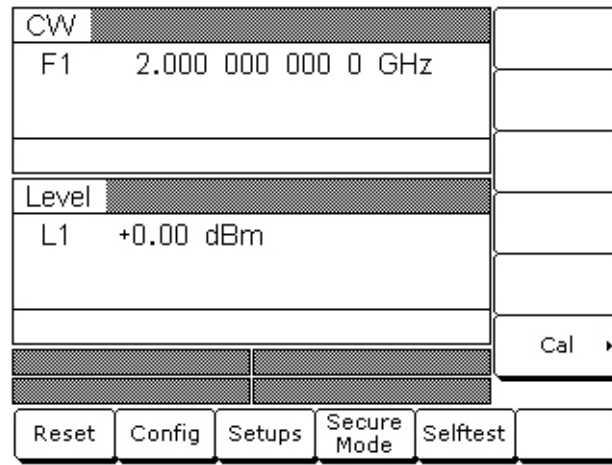 CW
F1 2.000 000 000 0 GHz
Level
L1 +0.00 dBm
Cal
Reset Config Setups Secure Mode Selftest